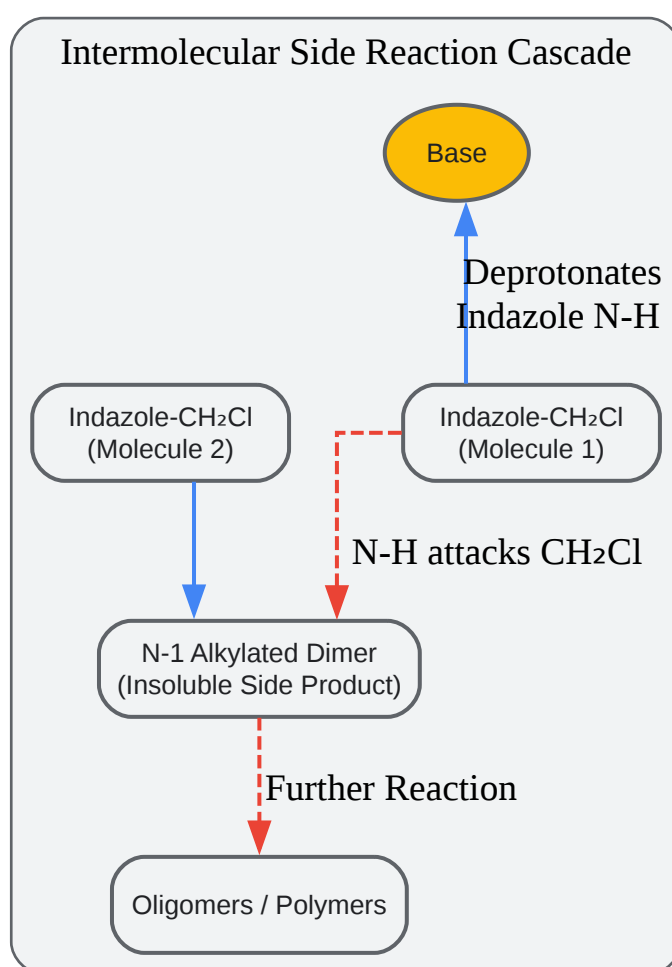 Intermolecular Side Reaction Cascade
Base
Deprotonates
Indazole N-H
Indazole-CH₂Cl
(Molecule 2)
Indazole-CH₂Cl
(Molecule 1)
N-H attacks CH₂Cl
N-1 Alkylated Dimer
(Insoluble Side Product)
Further Reaction
Oligomers / Polymers